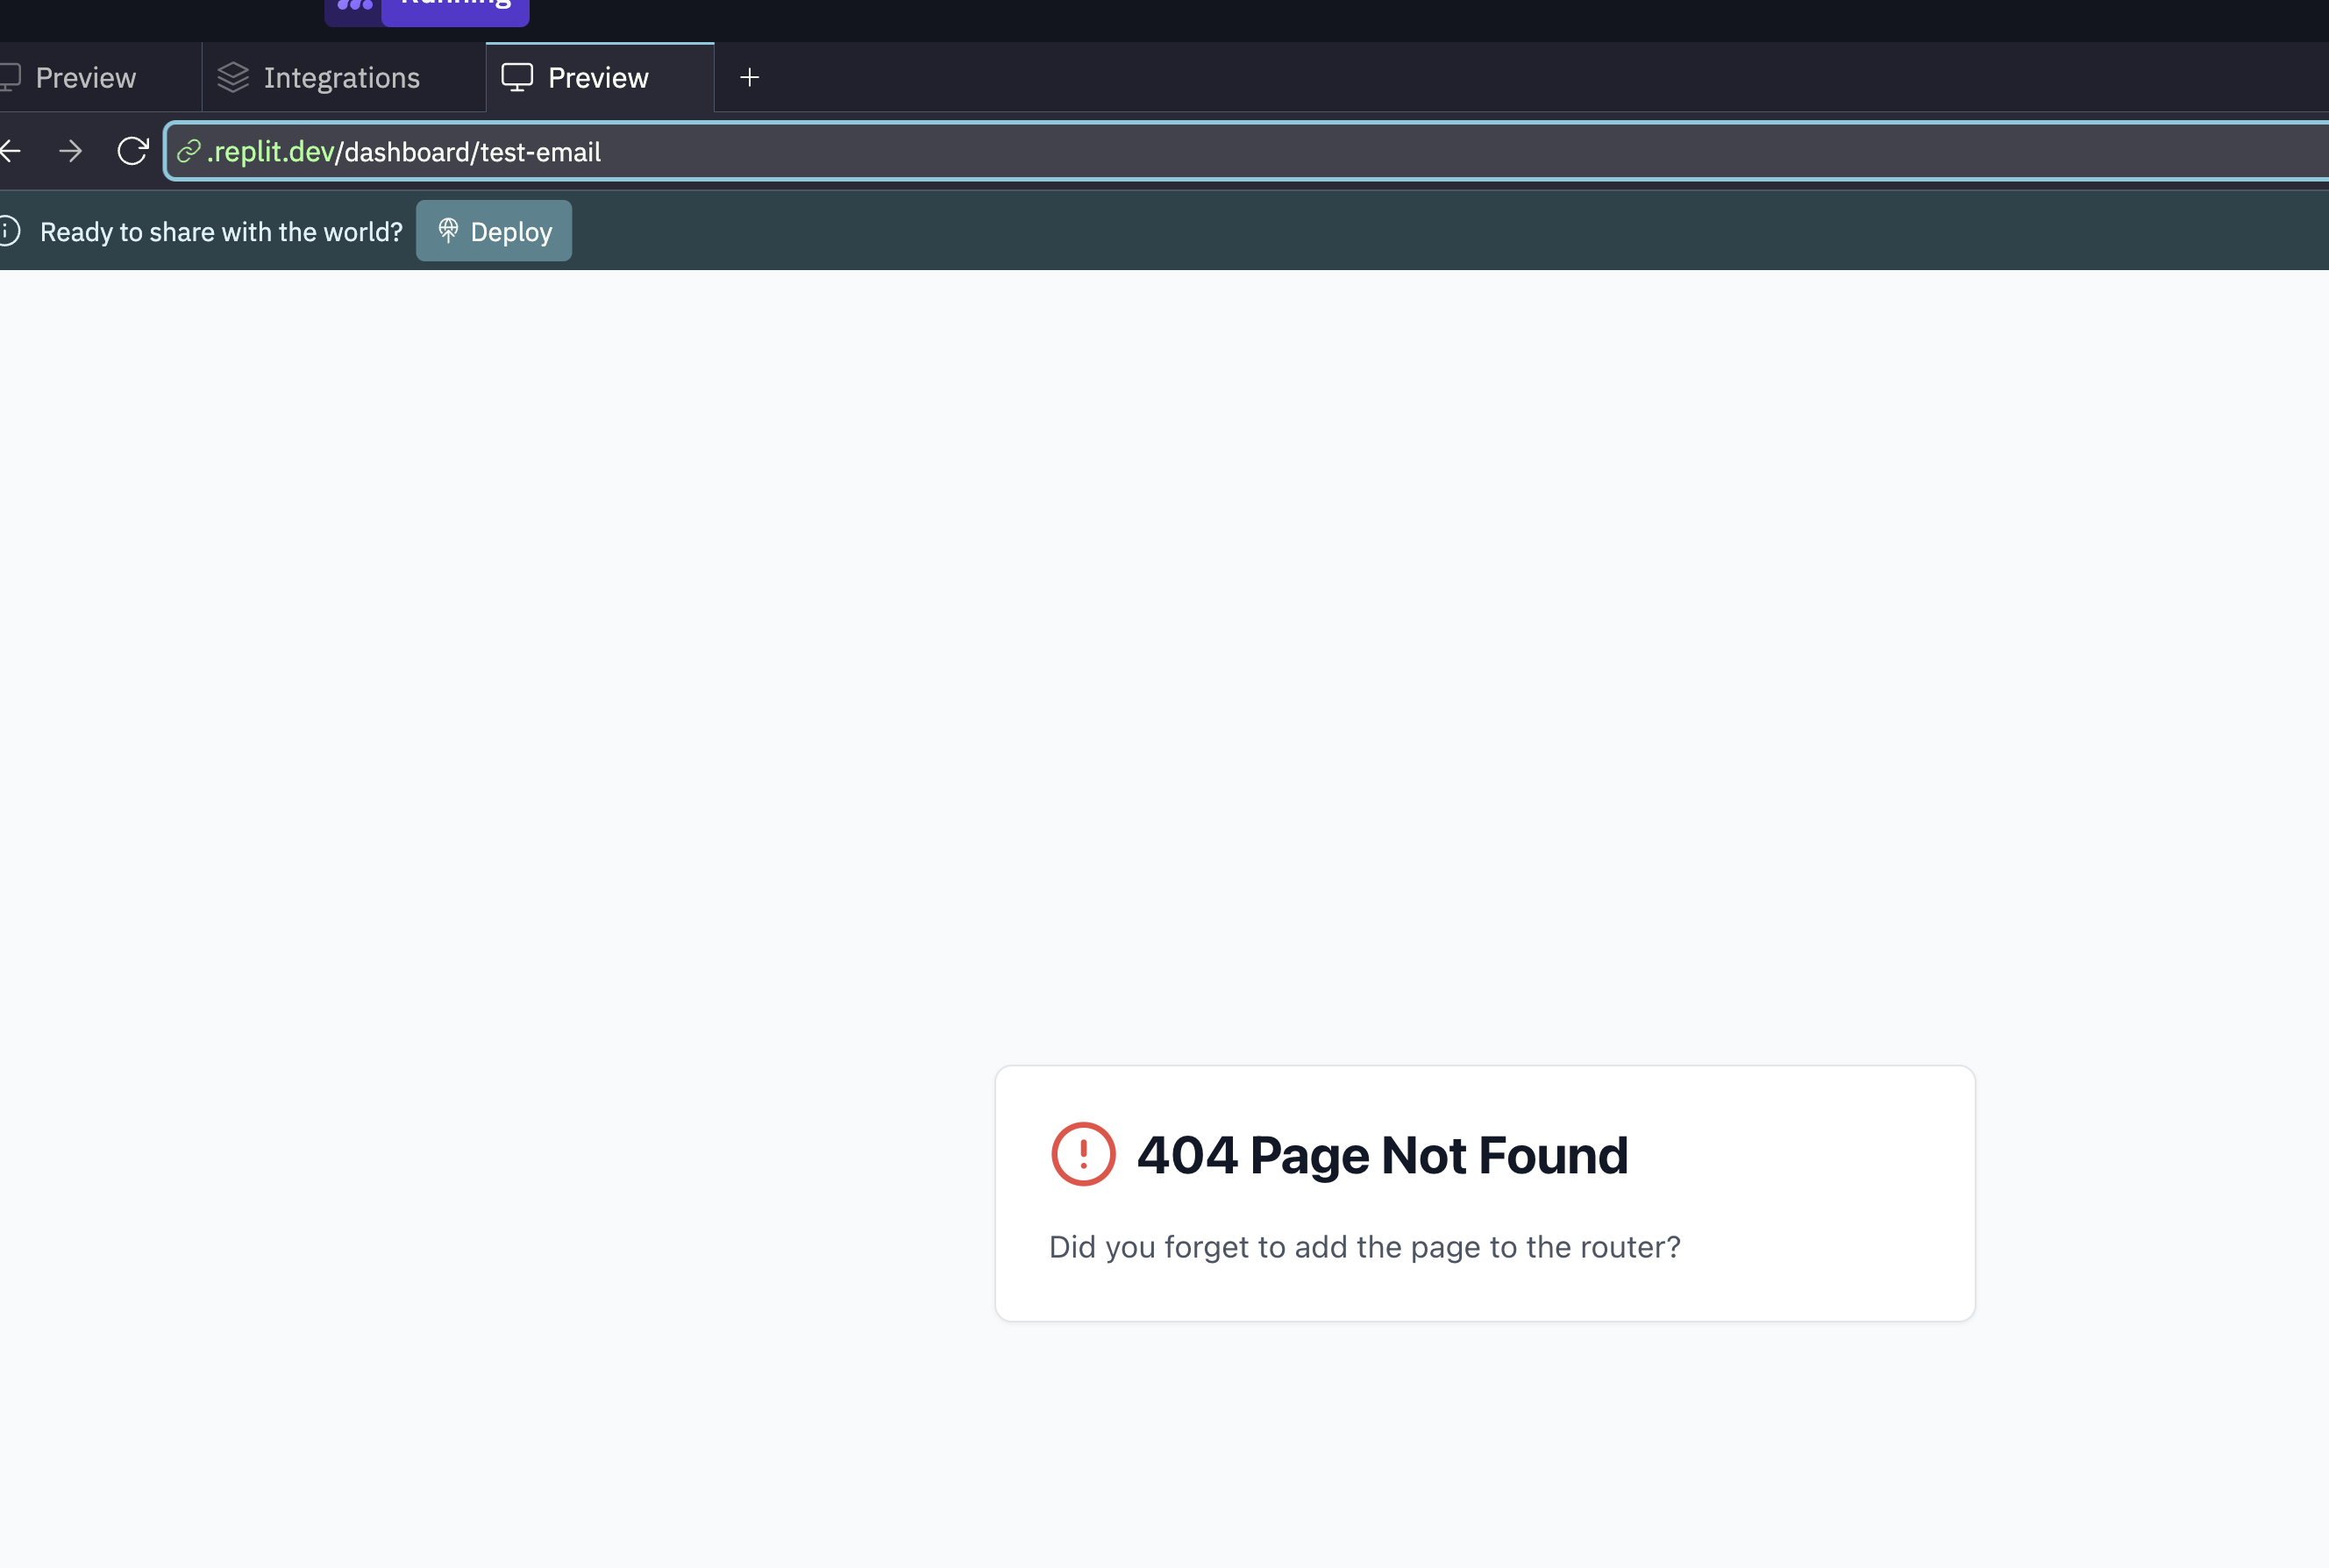 Running
Preview
Integrations
Preview
.replit.dev/dashboard/test-email
Ready to share with the world?
Deploy
404 Page Not Found
Did you forget to add the page to the router?